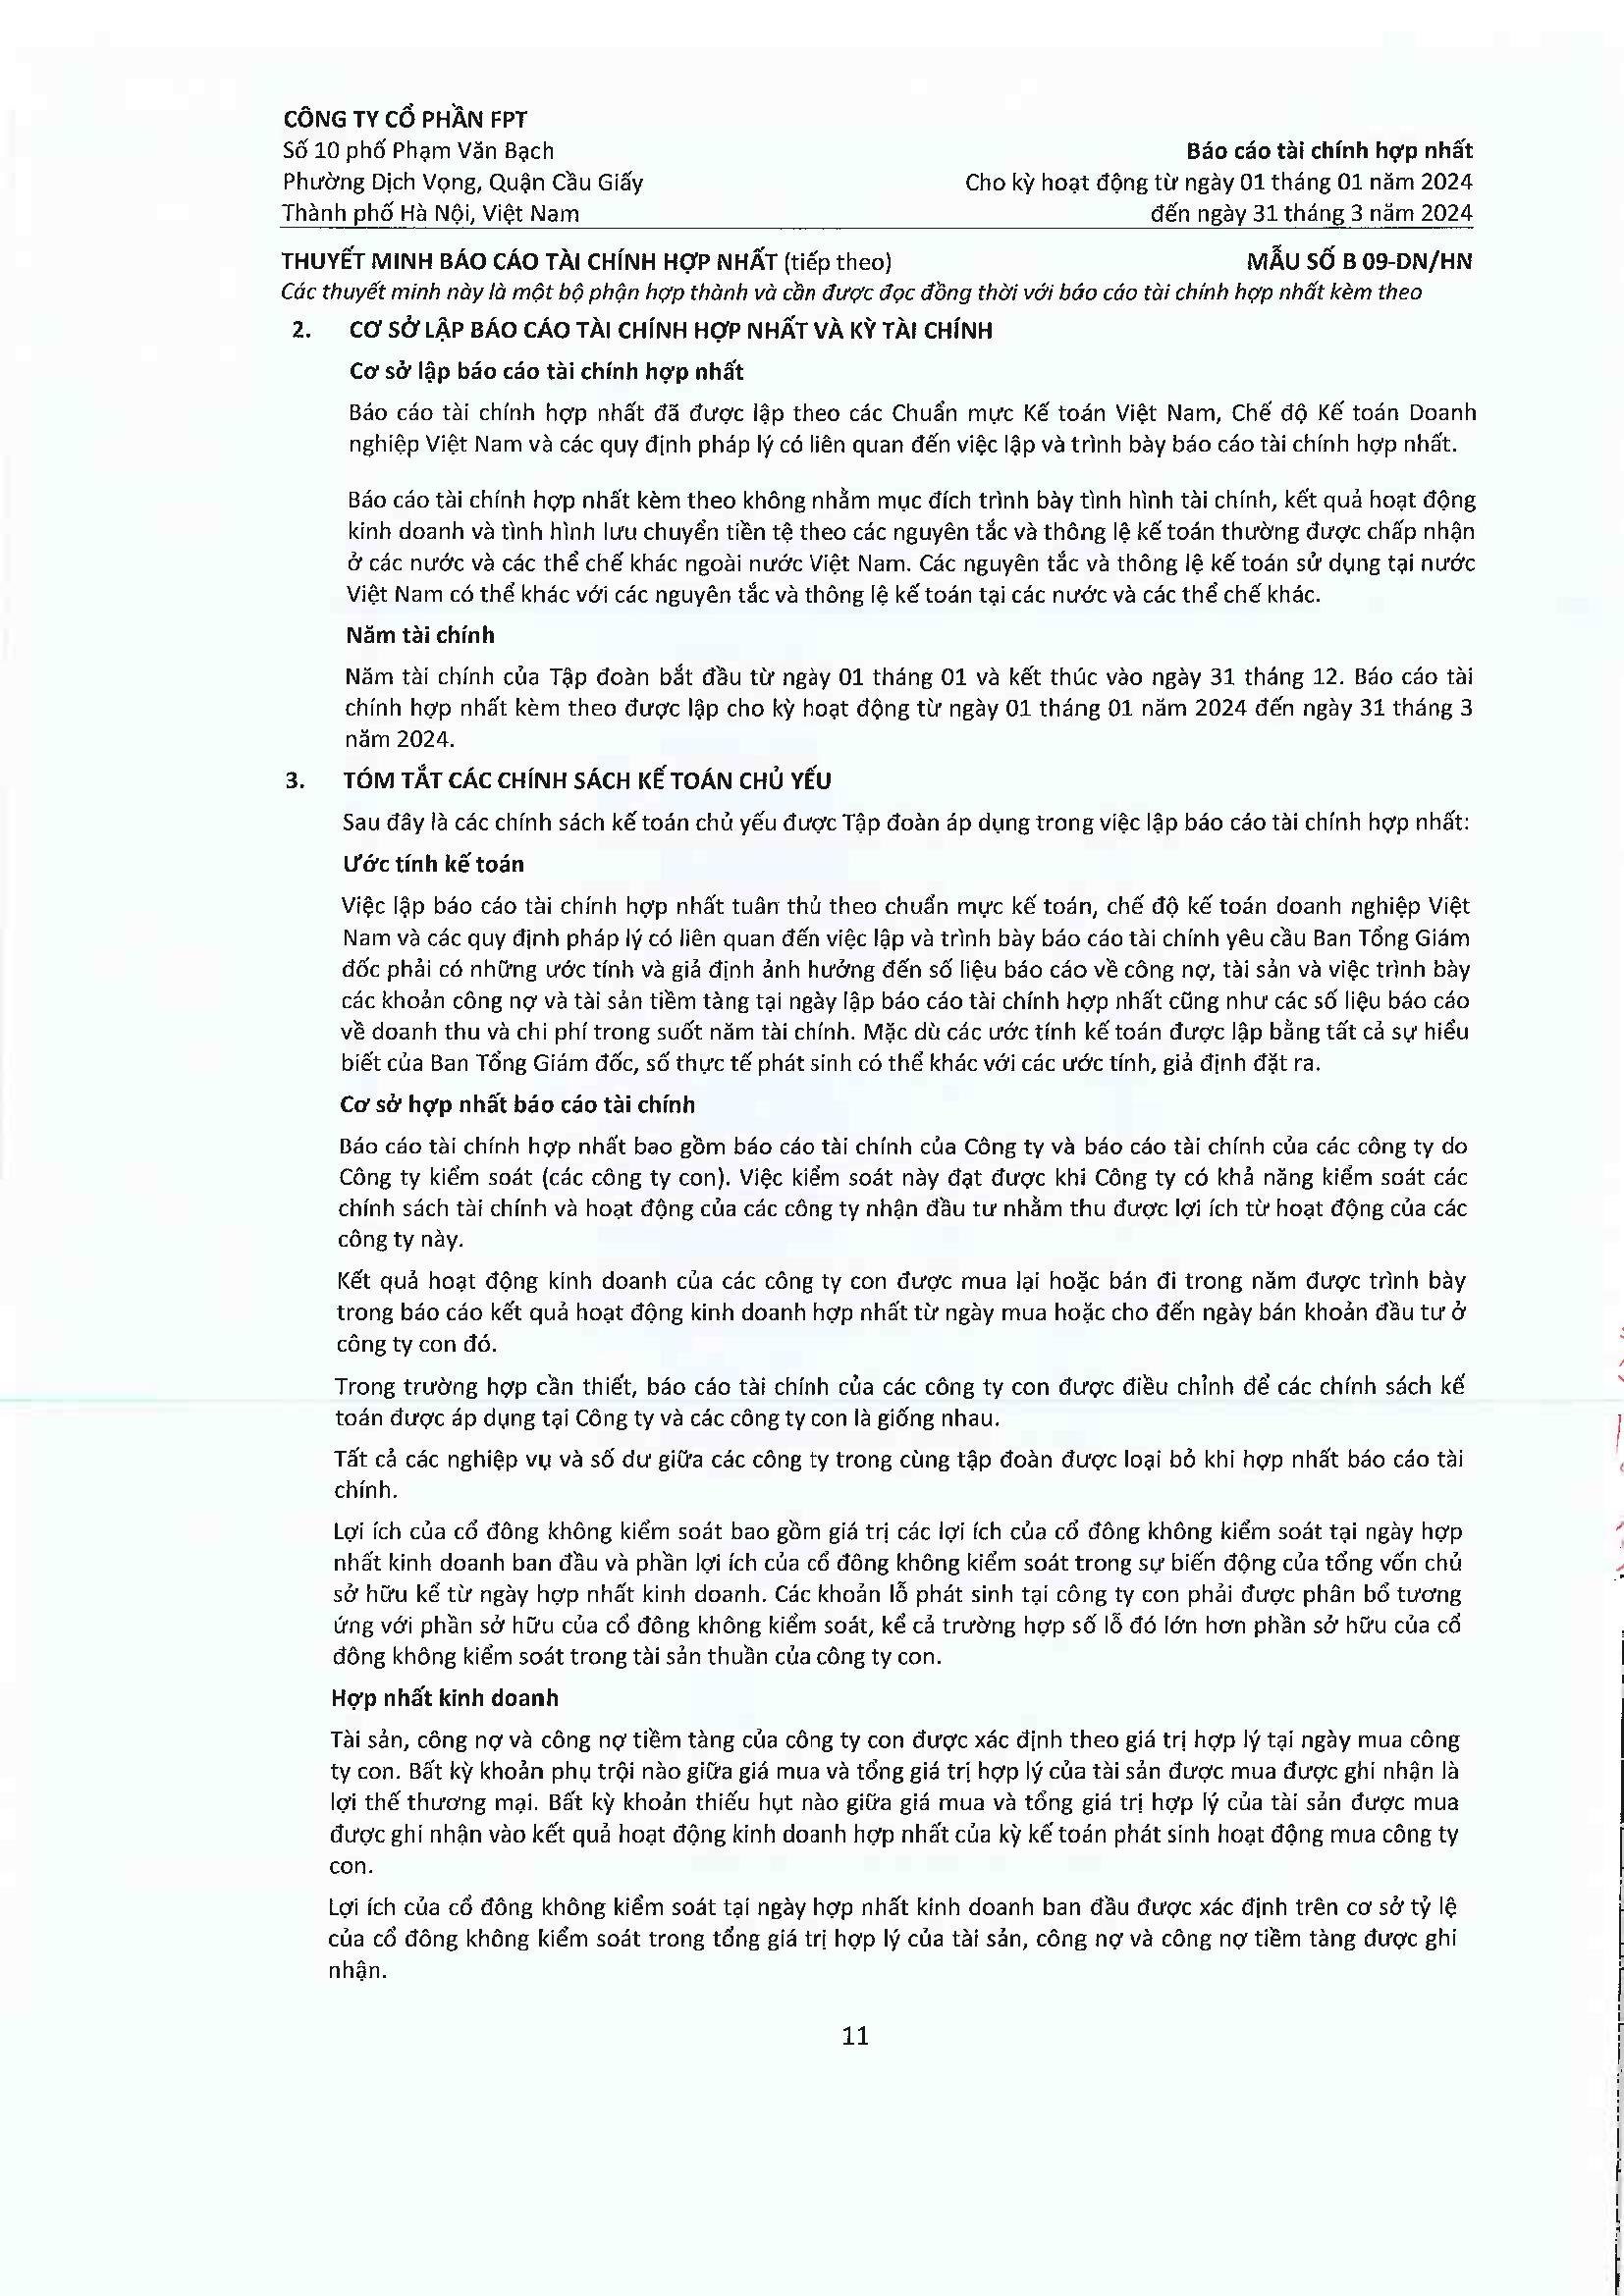 CÔNG TY CỔ PHẦN FPT
Số 10 phố Phạm Văn Bạch
Báo cáo tài chính hợp nhất
Phường Dịch Vọng, Quận Cầu Giấy
Cho kỳ hoạt động từ ngày 01 tháng 01 năm 2024
Thành phố Hà Nội, Việt Nam
đến ngày 31 tháng 3 năm 2024
THUYẾT MINH BÁO CÁO TÀI CHÍNH HỢP NHẤT (tiếp theo)
MẪU SỐ B 09-DN/HN
Các thuyết minh này là một bộ phận hợp thành và cần được đọc đồng thời với báo cáo tài chính hợp nhất kèm theo
2. CƠ SỞ LẬP BÁO CÁO TÀI CHÍNH HỢP NHẤT VÀ KỲ TÀI CHÍNH
Cơ sở lập báo cáo tài chính hợp nhất
Báo cáo tài chính hợp nhất đã được lập theo các Chuẩn mực Kế toán Việt Nam, Chế độ Kế toán Doanh
nghiệp Việt Nam và các quy định pháp lý có liên quan đến việc lập và trình bày báo cáo tài chính hợp nhất.
Báo cáo tài chính hợp nhất kèm theo không nhằm mục đích trình bày tình hình tài chính, kết quả hoạt động
kinh doanh và tình hình lưu chuyển tiền tệ theo các nguyên tắc và thông lệ kế toán thường được chấp nhận
ở các nước và các thể chế khác ngoài nước Việt Nam. Các nguyên tắc và thông lệ kế toán sử dụng tại nước
Việt Nam có thể khác với các nguyên tắc và thông lệ kế toán tại các nước và các thể chế khác.
Năm tài chính
Năm tài chính của Tập đoàn bắt đầu từ ngày 01 tháng 01 và kết thúc vào ngày 31 tháng 12. Báo cáo tài
chính hợp nhất kèm theo được lập cho kỳ hoạt động từ ngày 01 tháng 01 năm 2024 đến ngày 31 tháng 3
năm 2024.
3. TÓM TẮT CÁC CHÍNH SÁCH KẾ TOÁN CHỦ YẾU
Sau đây là các chính sách kế toán chủ yếu được Tập đoàn áp dụng trong việc lập báo cáo tài chính hợp nhất:
Ước tính kế toán
Việc lập báo cáo tài chính hợp nhất tuân thủ theo chuẩn mực kế toán, chế độ kế toán doanh nghiệp Việt
Nam và các quy định pháp lý có liên quan đến việc lập và trình bày báo cáo tài chính yêu cầu Ban Tổng Giám
đốc phải có những ước tính và giả định ảnh hưởng đến số liệu báo cáo về công nợ, tài sản và việc trình bày
các khoản công nợ và tài sản tiềm tàng tại ngày lập báo cáo tài chính hợp nhất cũng như các số liệu báo cáo
về doanh thu và chi phí trong suốt năm tài chính. Mặc dù các ước tính kế toán được lập bằng tất cả sự hiểu
biết của Ban Tổng Giám đốc, số thực tế phát sinh có thể khác với các ước tính, giả định đặt ra.
Cơ sở hợp nhất báo cáo tài chính
Báo cáo tài chính hợp nhất bao gồm báo cáo tài chính của Công ty và báo cáo tài chính của các công ty do
Công ty kiểm soát (các công ty con). Việc kiểm soát này đạt được khi Công ty có khả năng kiểm soát các
chính sách tài chính và hoạt động của các công ty nhận đầu tư nhằm thu được lợi ích từ hoạt động của các
công ty này.
Kết quả hoạt động kinh doanh của các công ty con được mua lại hoặc bán đi trong năm được trình bày
trong báo cáo kết quả hoạt động kinh doanh hợp nhất từ ngày mua hoặc cho đến ngày bán khoản đầu tư ở
công ty con đó.
Trong trường hợp cần thiết, báo cáo tài chính của các công ty con được điều chỉnh để các chính sách kế
toán được áp dụng tại Công ty và các công ty con là giống nhau.
Tất cả các nghiệp vụ và số dư giữa các công ty trong cùng tập đoàn được loại bỏ khi hợp nhất báo cáo tài
chính.
Lợi ích của cổ đông không kiểm soát bao gồm giá trị các lợi ích của cổ đông không kiểm soát tại ngày hợp
nhất kinh doanh ban đầu và phần lợi ích của cổ đông không kiểm soát trong sự biến động của tổng vốn chủ
sở hữu kể từ ngày hợp nhất kinh doanh. Các khoản lỗ phát sinh tại công ty con phải được phân bổ tương
ứng với phần sở hữu của cổ đông không kiểm soát, kể cả trường hợp số lỗ đó lớn hơn phần sở hữu của cổ
đông không kiểm soát trong tài sản thuần của công ty con.
Hợp nhất kinh doanh
Tài sản, công nợ và công nợ tiềm tàng của công ty con được xác định theo giá trị hợp lý tại ngày mua công
ty con. Bất kỳ khoản phụ trội nào giữa giá mua và tổng giá trị hợp lý của tài sản được mua được ghi nhận là
lợi thế thương mại. Bất kỳ khoản thiếu hụt nào giữa giá mua và tổng giá trị hợp lý của tài sản được mua
được ghi nhận vào kết quả hoạt động kinh doanh hợp nhất của kỳ kế toán phát sinh hoạt động mua công ty
con.
Lợi ích của cổ đông không kiểm soát tại ngày hợp nhất kinh doanh ban đầu được xác định trên cơ sở tỷ lệ
của cổ đông không kiểm soát trong tổng giá trị hợp lý của tài sản, công nợ và công nợ tiềm tàng được ghi
nhận.
11